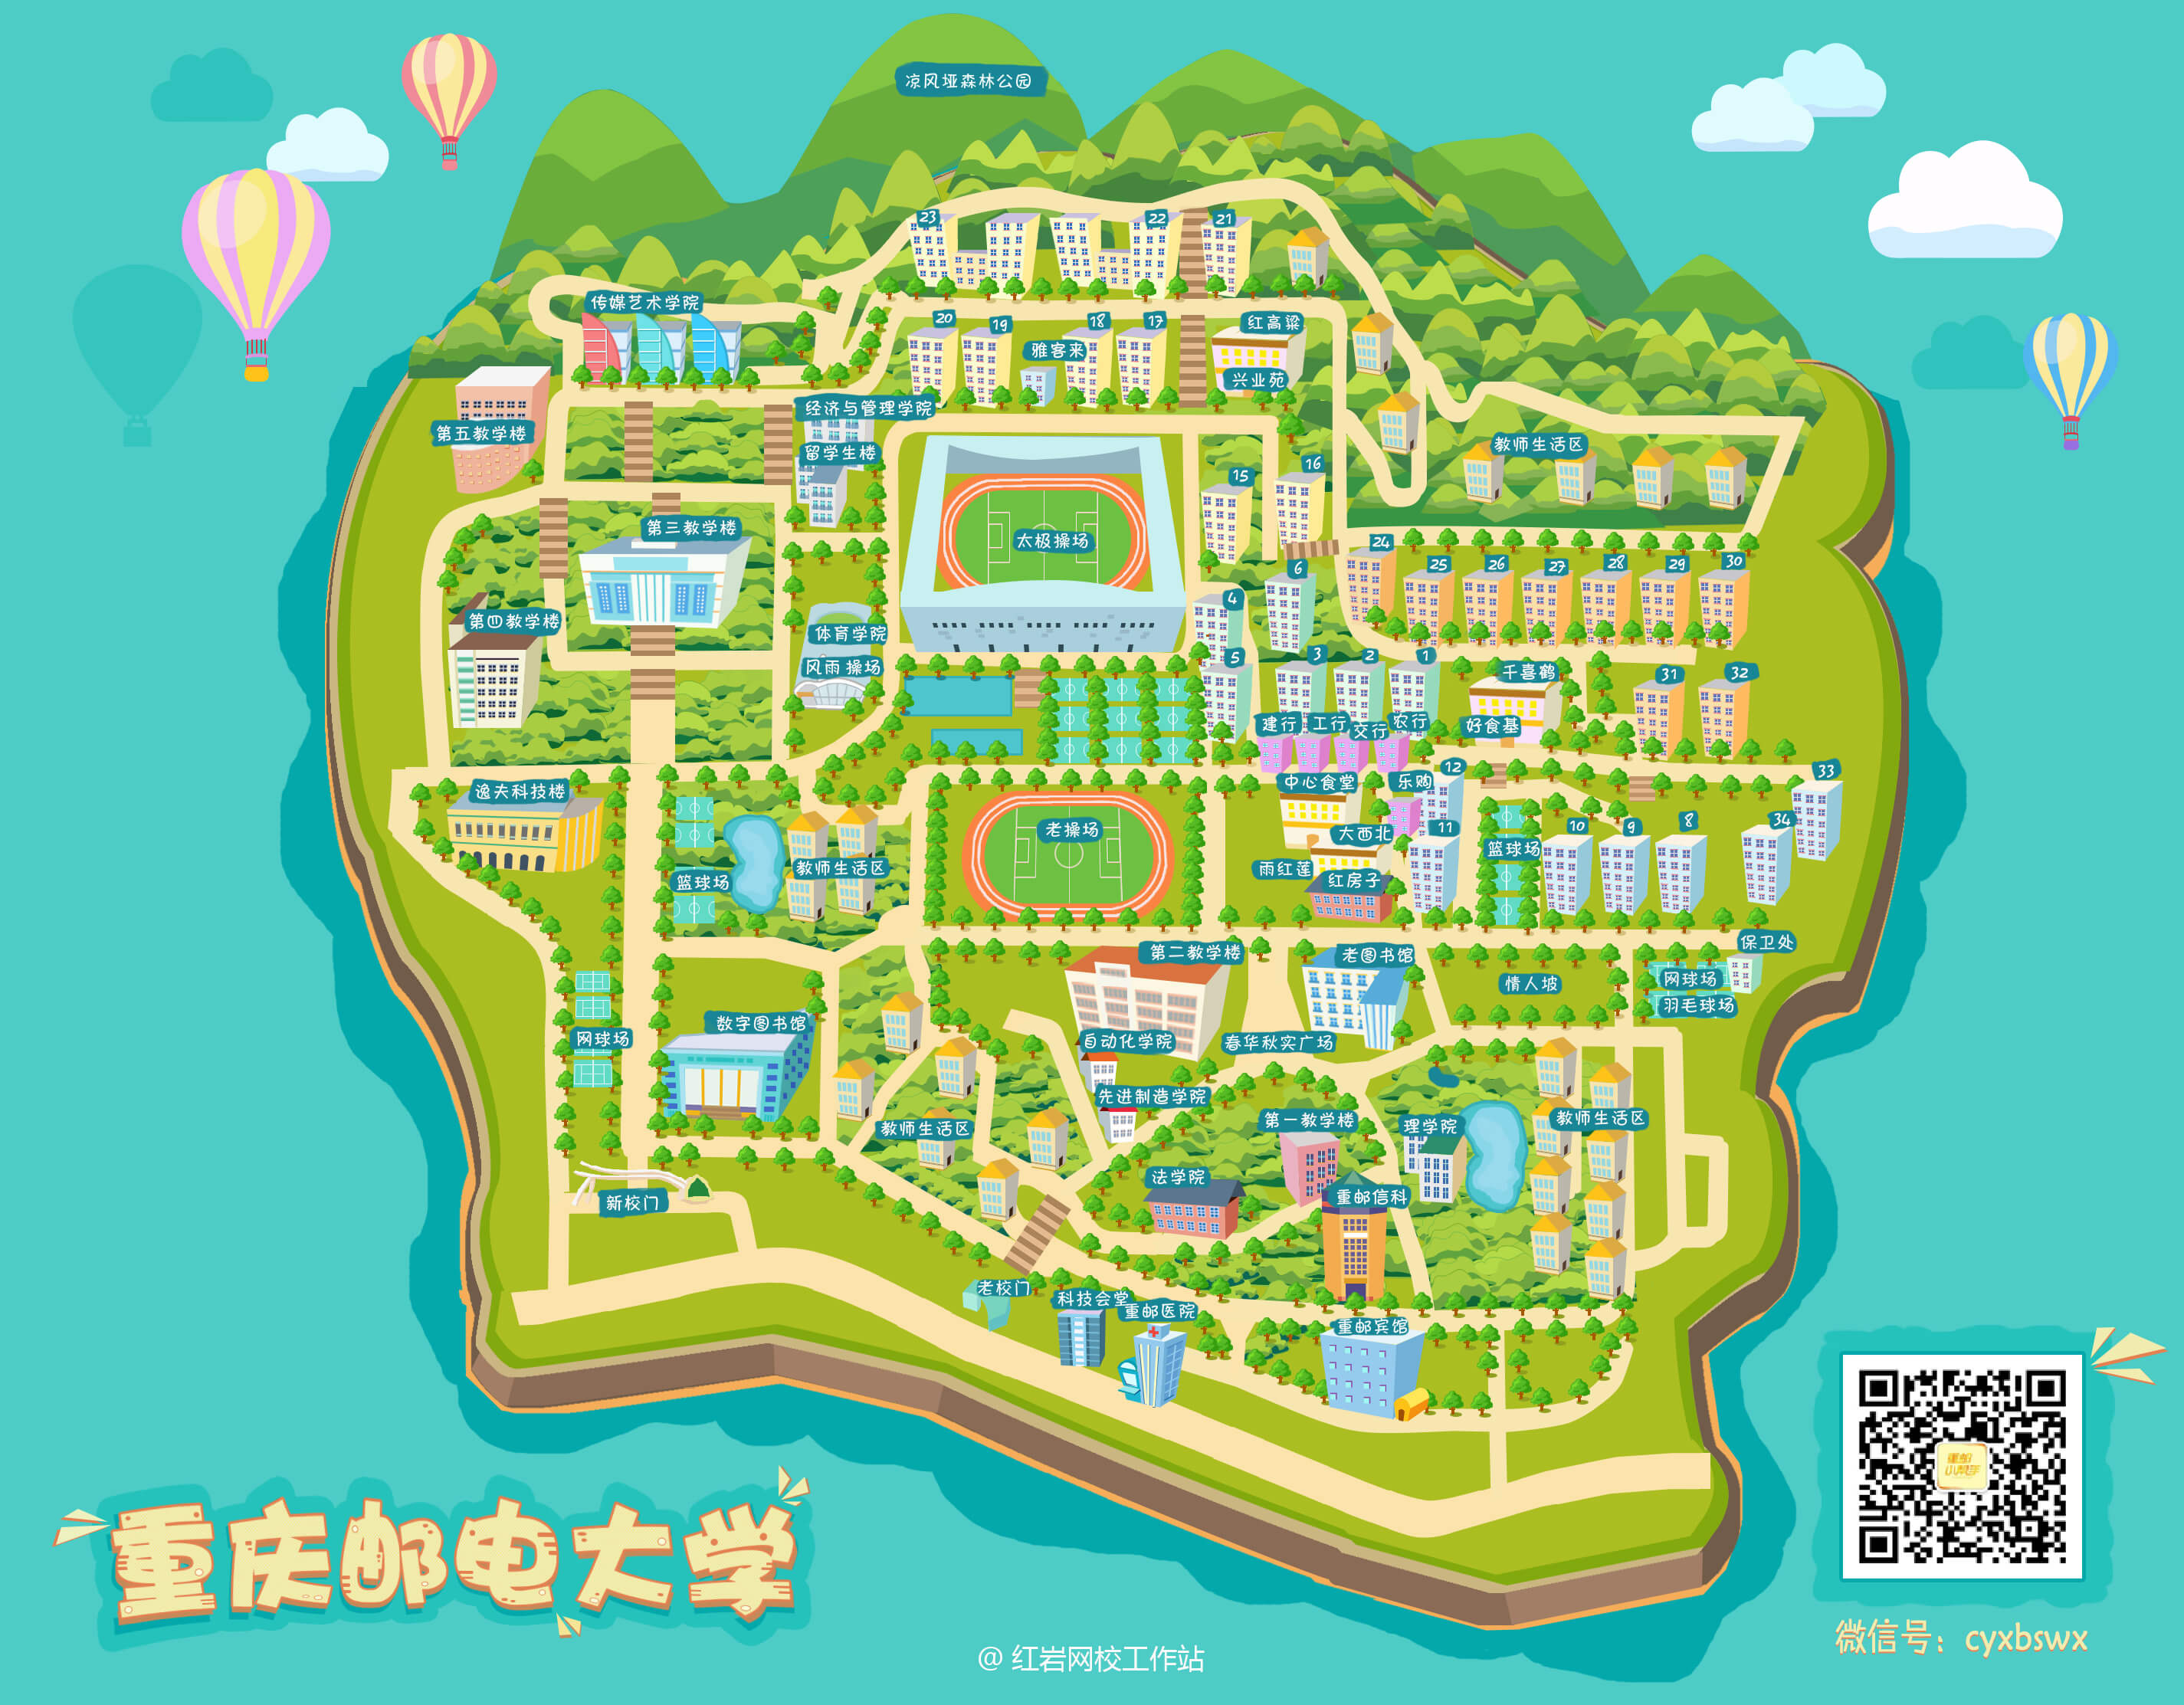 凉风垭森林公园
23
22
21
传媒艺术学院
20
19
18
17
红高粱
雅客来
兴业苑
经济与管理学院
第五教学楼
留学生楼
教师生活区
15
16
第三教学楼
太极操场
24
25
26
27
28
29
30
6
4
第四教学楼
体育学院
风雨操场
5
3
2
1
千喜鹤
31
32
建行
工行
交行
农行
好食基
逸夫科技楼
中心食堂
乐购
12
33
老操场
大西北
11
篮球场
10
9
8
34
篮球场
教师生活区
雨红莲
红房子
第二教学楼
老图书馆
保卫处
情人坡
网球场
羽毛球场
数字图书馆
网球场
自动化学院
春华秋实广场
先进制造学院
教师生活区
第一教学楼
理学院
教师生活区
法学院
重邮信科
新校门
老校门
科技会堂
重邮医院
重邮宾馆
重庆邮电大学
重邮
小帮手
微信号：cyxbswx
@ 红岩网校工作站